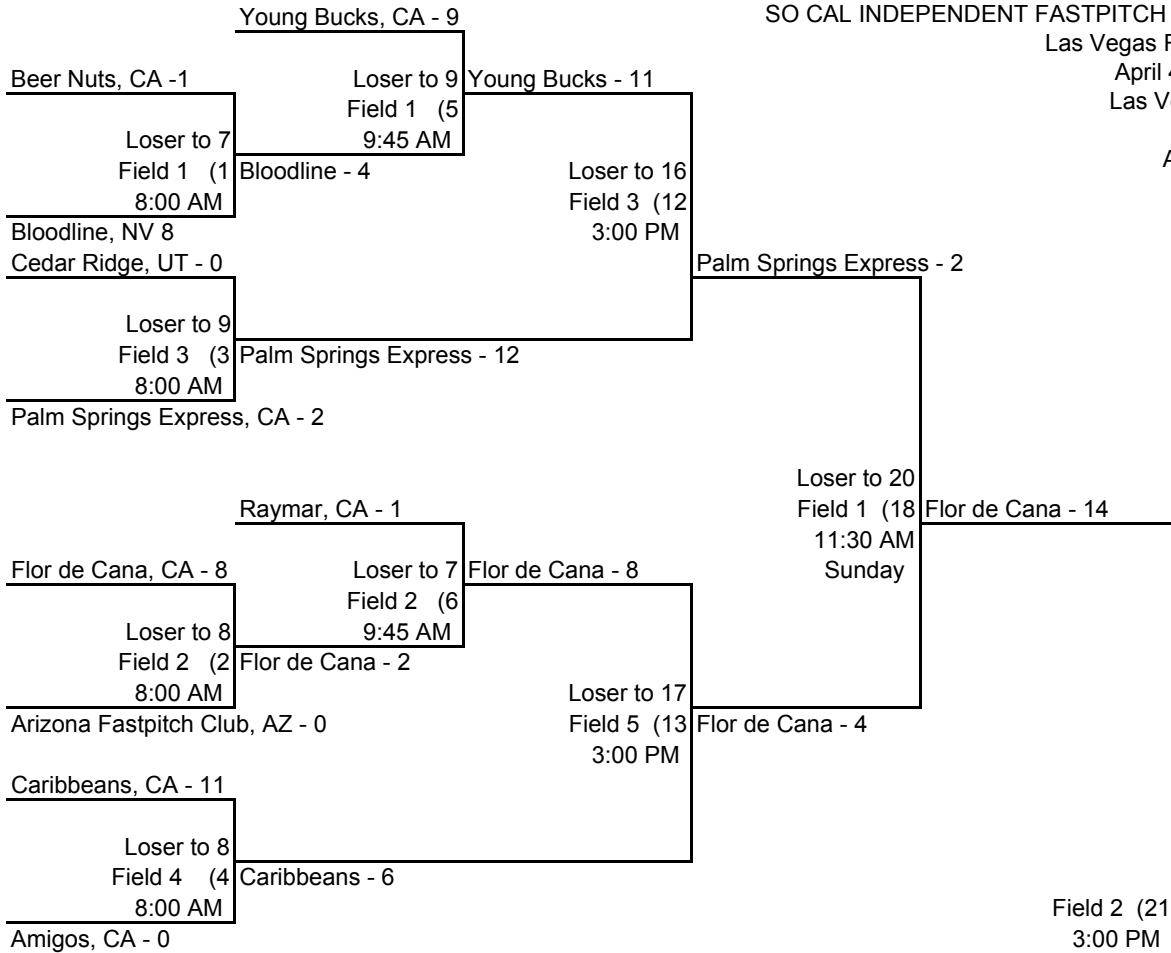 Young Bucks, CA - 9
SO CAL INDEPENDENT FASTPITCH
Las Vegas
April
Las
Beer Nuts, CA -1
Loser to 9
Young Bucks - 11
Field 1 (5
9:45 AM
Loser to 7
Field 1 (1
8:00 AM
Bloodline - 4
Loser to 16
Field 3 (12
3:00 PM
Bloodline, NV 8
Cedar Ridge, UT - 0
Palm Springs Express - 2
Loser to 9
Field 3 (3
8:00 AM
Palm Springs Express - 12
Palm Springs Express, CA - 2
Loser to 20
Field 1 (18
11:30 AM
Sunday
Flor de Cana - 14
Raymar, CA - 1
Flor de Cana, CA - 8
Loser to 7
Field 2 (6
9:45 AM
Flor de Cana - 8
Loser to 8
Field 2 (2
8:00 AM
Flor de Cana - 2
Arizona Fastpitch Club, AZ - 0
Loser to 17
Field 5 (13
3:00 PM
Flor de Cana - 4
Caribbeans, CA - 11
Loser to 8
Field 4 (4
8:00 AM
Caribbeans - 6
Amigos, CA - 0
Field 2 (21
3:00 PM